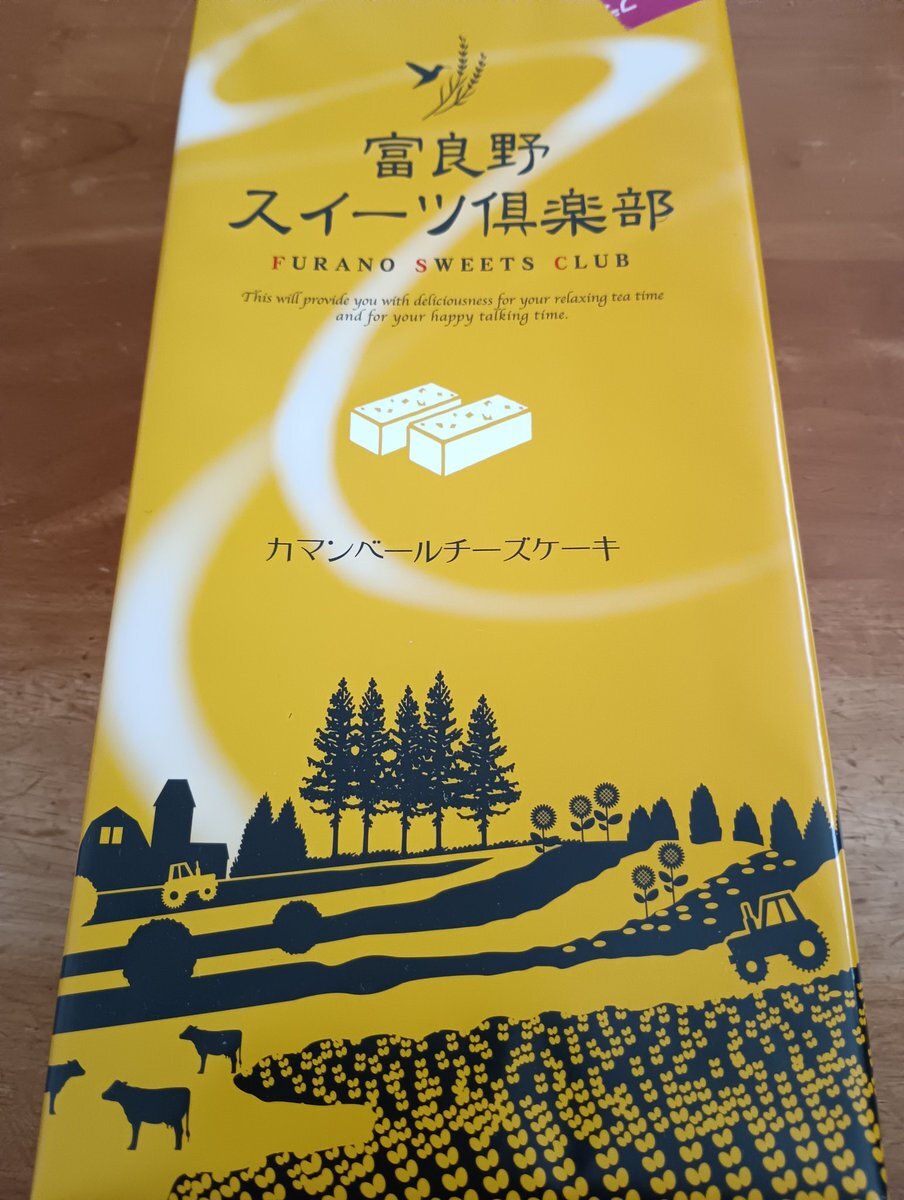 富良野
スイーツ倶楽部
FURANO SWEETS CLUB
This will provide you with deliciousness for your relaxing tea time
and for your happy talking time.
カマンベールチーズケーキ